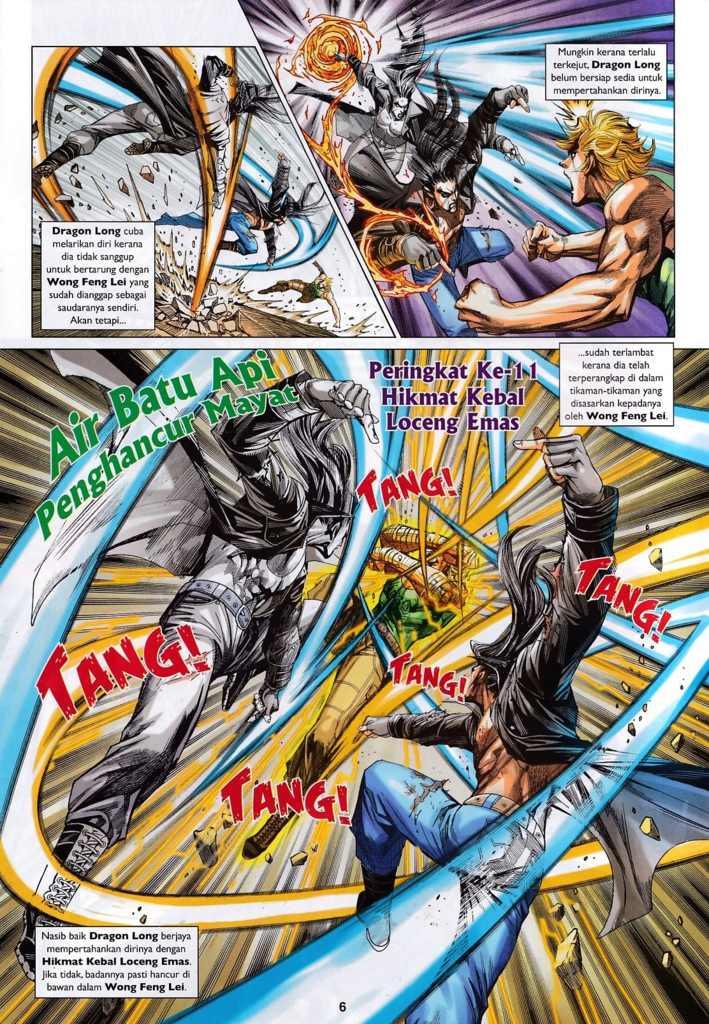 Mungkin kerana terlalu
terkejut, Dragon Long
belum bersiap sedia untuk
mempertahankan dirinya.
Dragon Long cuba
melarikan diri kerana
dia tidak sanggup
untuk bertarung dengan
Wong Feng Lei yang
sudah dianggap sebagai
saudaranya sendiri.
Akan tetapi...
...sudah terlambat
kerana dia telah
terperangkap di dalam
tikaman-tikaman yang
disasarkan kepadanya
oleh Wong Feng Lei.
Air Batu Api
Penghancur Mayat
Peringkat Ke-11
Hikmat Kebal
Loceng Emas
TANG!
TANG!
TANG!
TANG!
TANG!
Nasib baik Dragon Long berjaya
mempertahankan dirinya dengan
Hikmat Kebal Loceng Emas.
Jika tidak, badannya pasti hancur di
bawan dalam Wong Feng Lei.
6